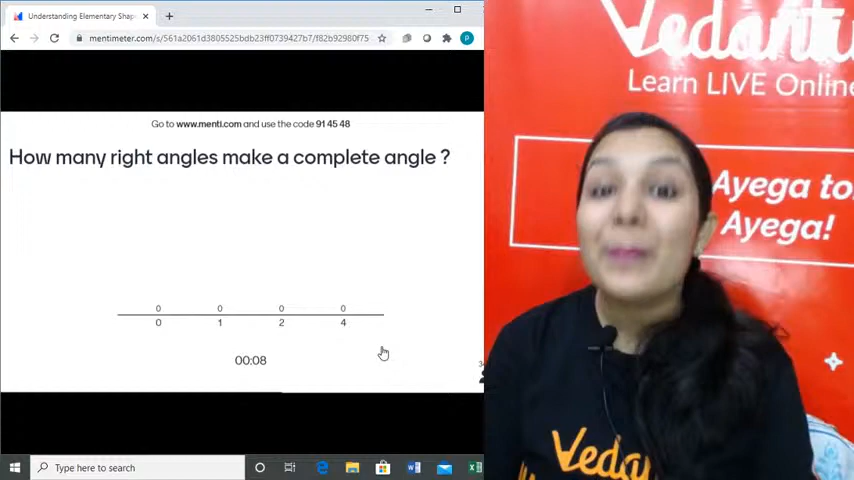 Understanding Elementary Shap
mentimeter.com/s/561a2061d3805525bdb23ff0739427b7/f82b92980f75
P
Go to www.menti.com and use the code 91 45 48
How many right angles make a complete angle ?
0 0 0 0
0 1 2 4
00:08
Type here to search
Vedantu
Learn LIVE Online
Ayega to
Ayega!
Vedan